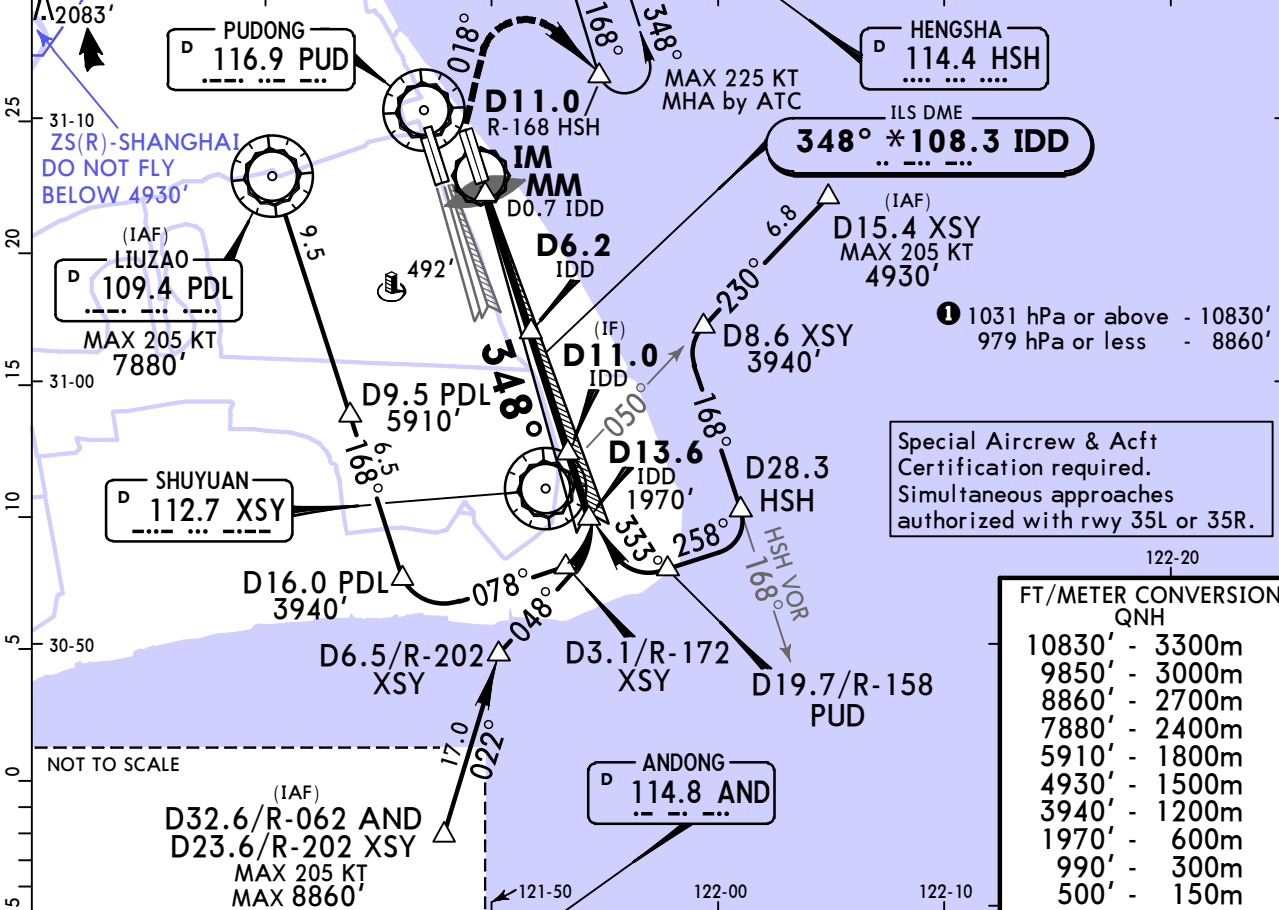 2083′
PUDONG
D 116.9 PUD
018°
168°
348°
MAX 225 KT
MHA by ATC
HENGSHA
D 114.4 HSH
25
31-10
ZS(R)-SHANGHAI
DO NOT FLY
BELOW 4930′
D11.0
R-168 HSH
IM
MM
D0.7 IDD
ILS DME
348° *108.3 IDD
(IAF)
LIUZAO
D 109.4 PDL
MAX 205 KT
7880′
9.5
492′
D6.2
IDD
(IF)
D11.0
IDD
348°
6.8
(IAF)
D15.4 XSY
MAX 205 KT
4930′
230°
20
D8.6 XSY
3940′
1 1031 hPa or above - 10830′
979 hPa or less - 8860′
15
31-00
D9.5 PDL
5910′
6.5
168°
050°
168°
D13.6
IDD
1970′
D28.3
HSH
Special Aircrew & Acft
Certification required.
Simultaneous approaches
authorized with rwy 35L or 35R.
SHUYUAN
D 112.7 XSY
10
333°
258°
HSH VOR
168°
122-20
D16.0 PDL
3940′
078°
048°
5
30-50
D6.5/R-202
XSY
D3.1/R-172
XSY
D19.7/R-158
PUD
17.0
022°
0
NOT TO SCALE
(IAF)
D32.6/R-062 AND
D23.6/R-202 XSY
MAX 205 KT
MAX 8860′
ANDONG
D 114.8 AND
5
121-50
122-00
122-10
FT/METER CONVERSION
QNH
10830′ - 3300m
9850′ - 3000m
8860′ - 2700m
7880′ - 2400m
5910′ - 1800m
4930′ - 1500m
3940′ - 1200m
1970′ - 600m
990′ - 300m
500′ - 150m